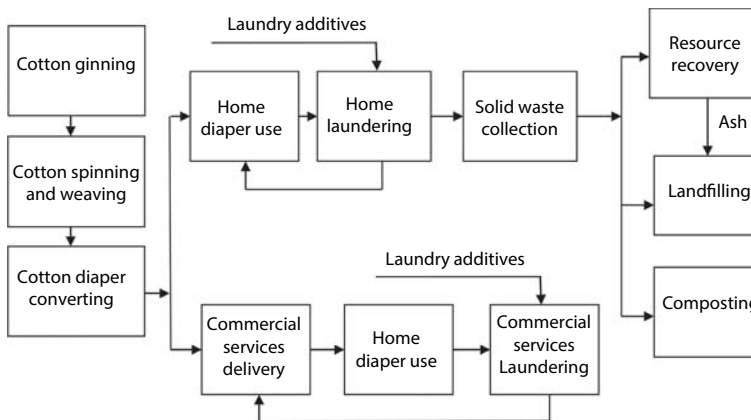 Cotton ginning
Cotton spinning
and weaving
Cotton diaper
converting
Laundry additives
Home
diaper use
Home
laundering
Solid waste
collection
Resource
recovery
Ash
Landfilling
Composting
Laundry additives
Commercial
services
delivery
Home
diaper use
Commercial
services
Laundering